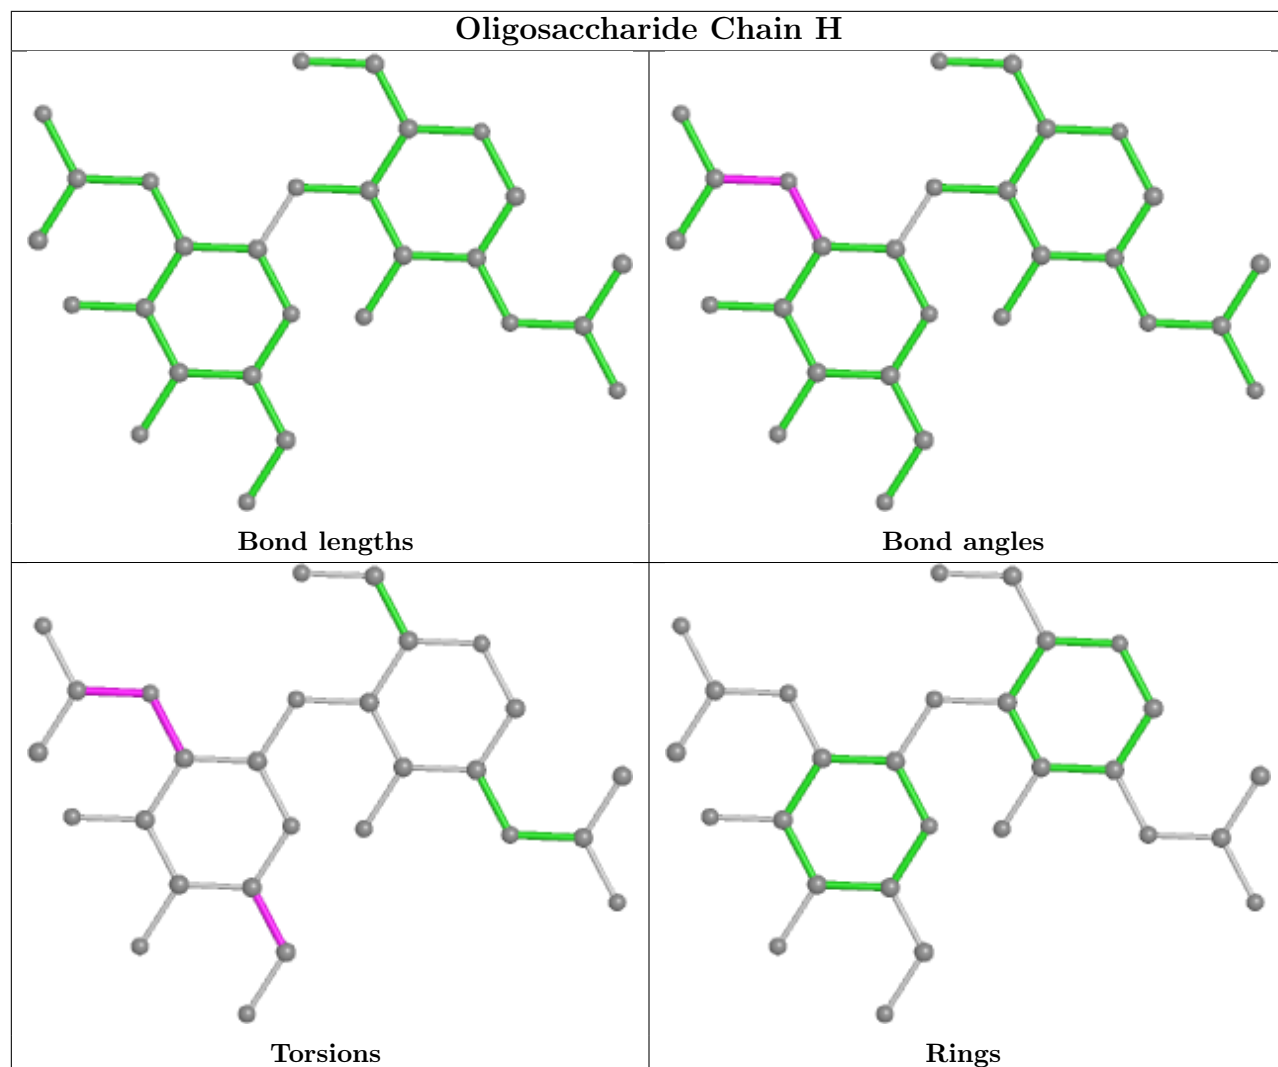 Oligosaccharide Chain H
Bond lengths
Bond angles
Torsions
Rings